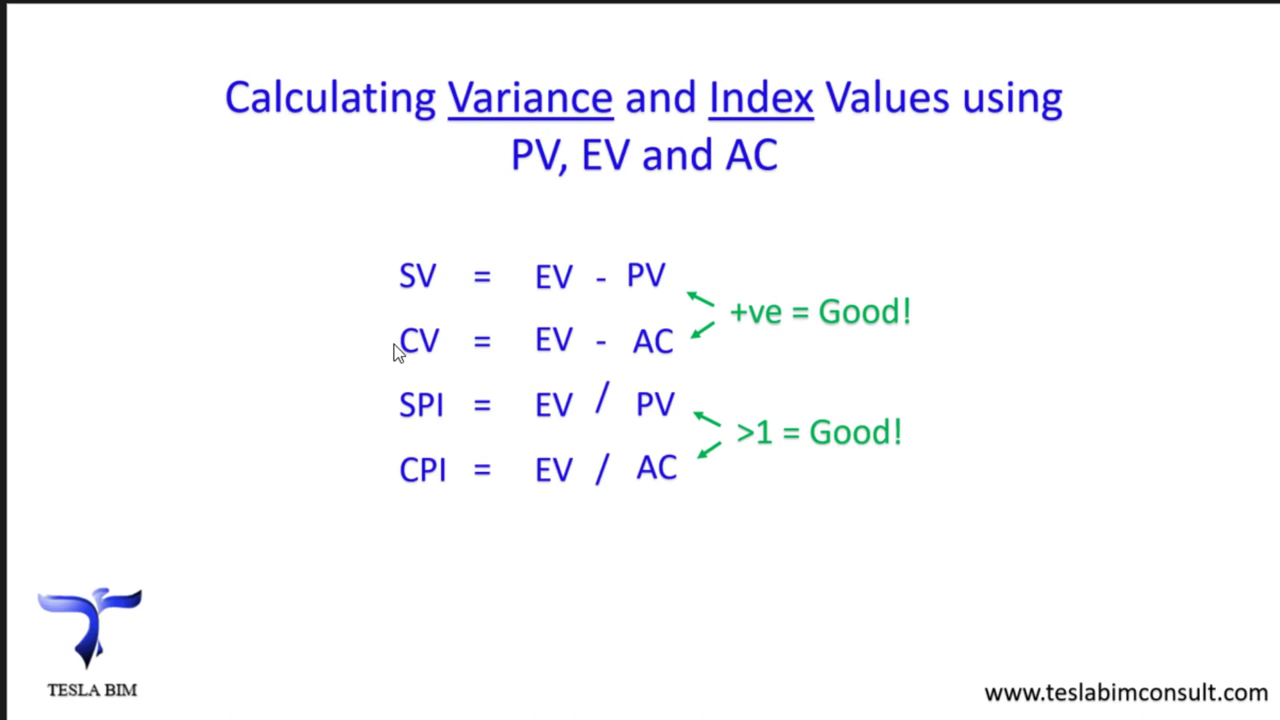 Calculating Variance and Index Values using
PV, EV and AC
SV = EV - PV
+ve = Good!
CV = EV - AC
SPI = EV / PV
>1 = Good!
CPI = EV / AC
TESLA BIM
www.teslabimconsult.com